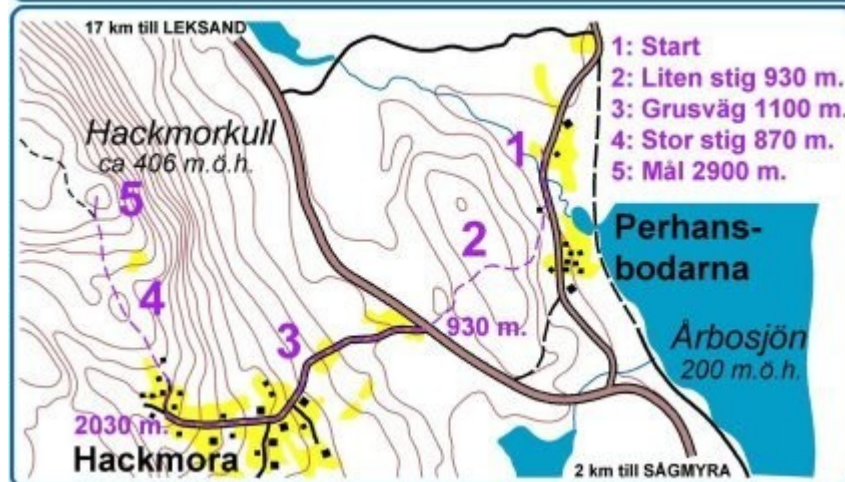 17 km till LEKSAND
1: Start
2: Liten stig 930 m.
3: Grusväg 1100 m.
4: Stor stig 870 m.
5: Mål 2900 m.
Hackmorkull
ca 406 m.ö.h.
1
5
2
Perhans-
bodarna
4
3
930 m.
Årbosjön
200 m.ö.h.
2030 m.
Hackmora
2 km till SÅGMYRA